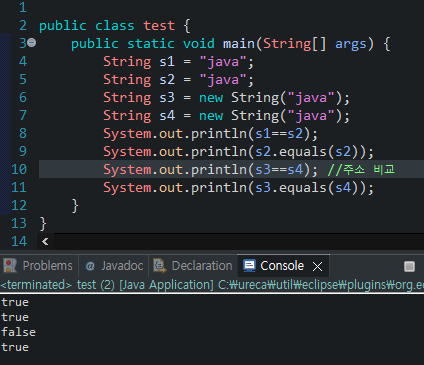 1
2 public class test {
3 public static void main(String[] args) {
4 String s1 = "java";
5 String s2 = "java";
6 String s3 = new String("java");
7 String s4 = new String("java");
8 System.out.println(s1==s2);
9 System.out.println(s2.equals(s2));
10 System.out.println(s3==s4); //주소 비교
11 System.out.println(s3.equals(s4));
12 }
13 }
14
Problems @ Javadoc Declaration Console
<terminated> test (2) [Java Application] C:₩ureca₩util₩eclipse₩plugins₩org.ec
true
true
false
true